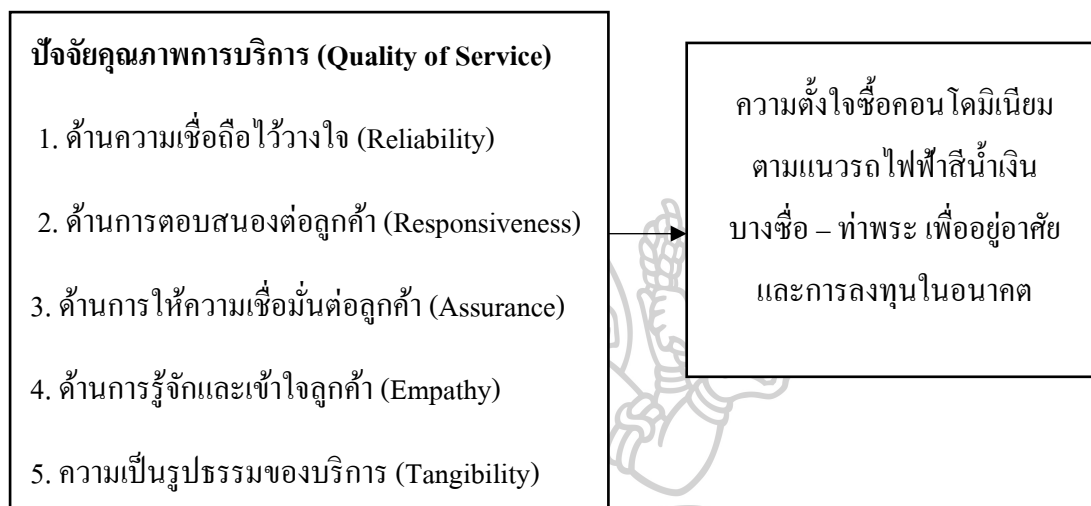 ปัจจัยคุณภาพการบริการ (Quality of Service)
1. ด้านความเชื่อถือไว้วางใจ (Reliability)
2. ด้านการตอบสนองต่อลูกค้า (Responsiveness)
3. ด้านการให้ความเชื่อมั่นต่อลูกค้า (Assurance)
4. ด้านการรู้จักและเข้าใจลูกค้า (Empathy)
5. ความเป็นรูปธรรมของบริการ (Tangibility)
ความตั้งใจซื้อคอนโดมิเนียม
ตามแนวรถไฟฟ้าสีน้ำเงิน
บางซื่อ – ท่าพระ เพื่ออยู่อาศัย
และการลงทุนในอนาคต